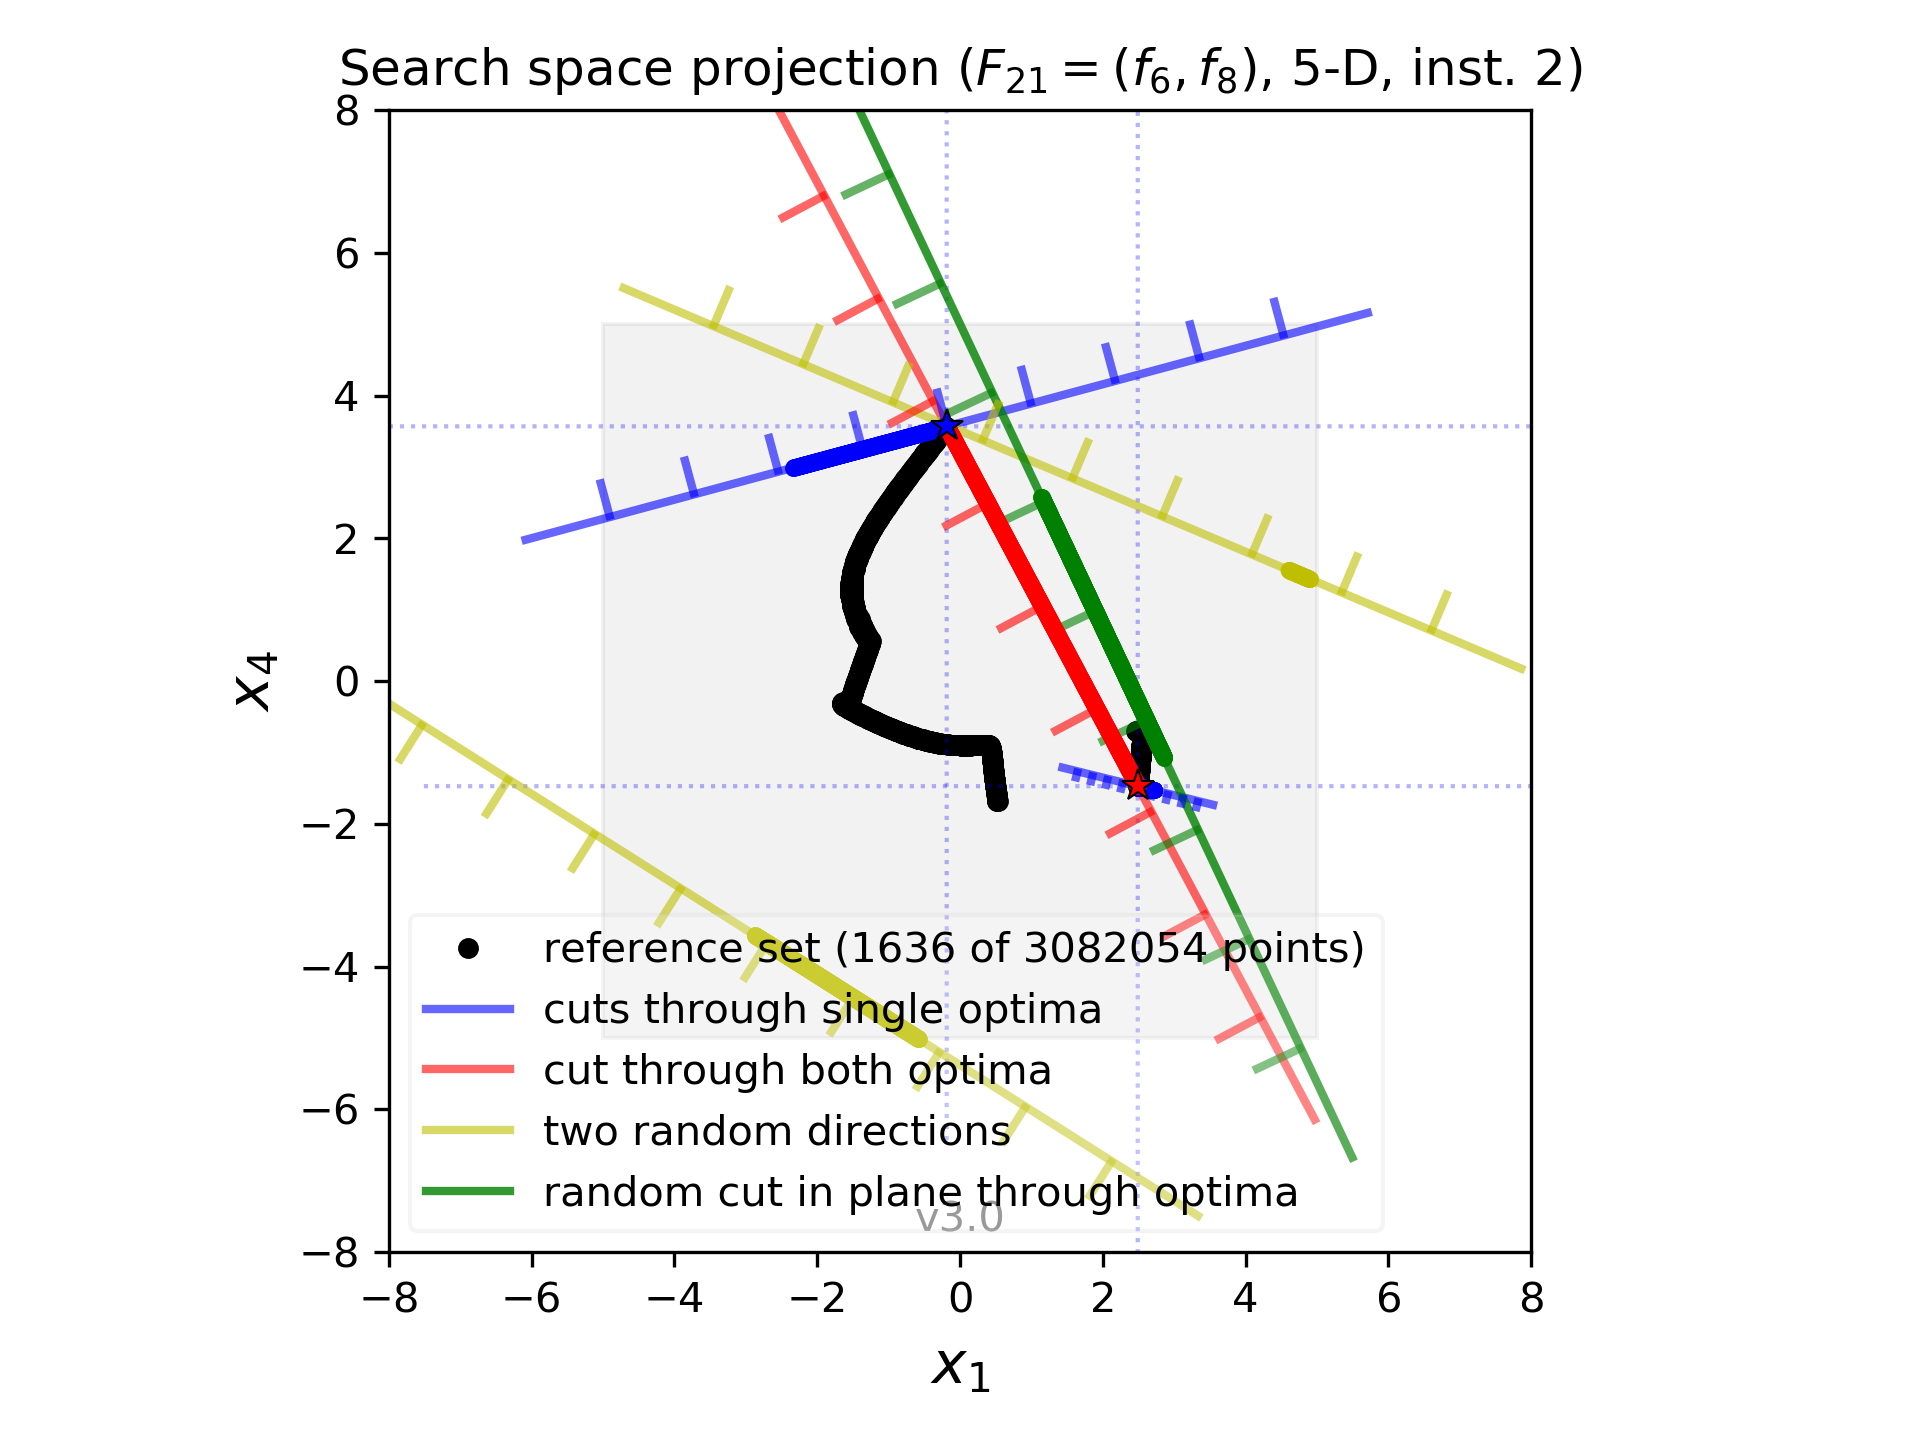 Search space projection (F₂₁ = (f₆, f₈), 5-D, inst. 2)
8
6
4
2
0
−2
−4
−6
−8
x₄
reference set (1636 of 3082054 points)
cuts through single optima
cut through both optima
two random directions
random cut in plane through optima
v3.0
−8 −6 −4 −2 0 2 4 6 8
x₁